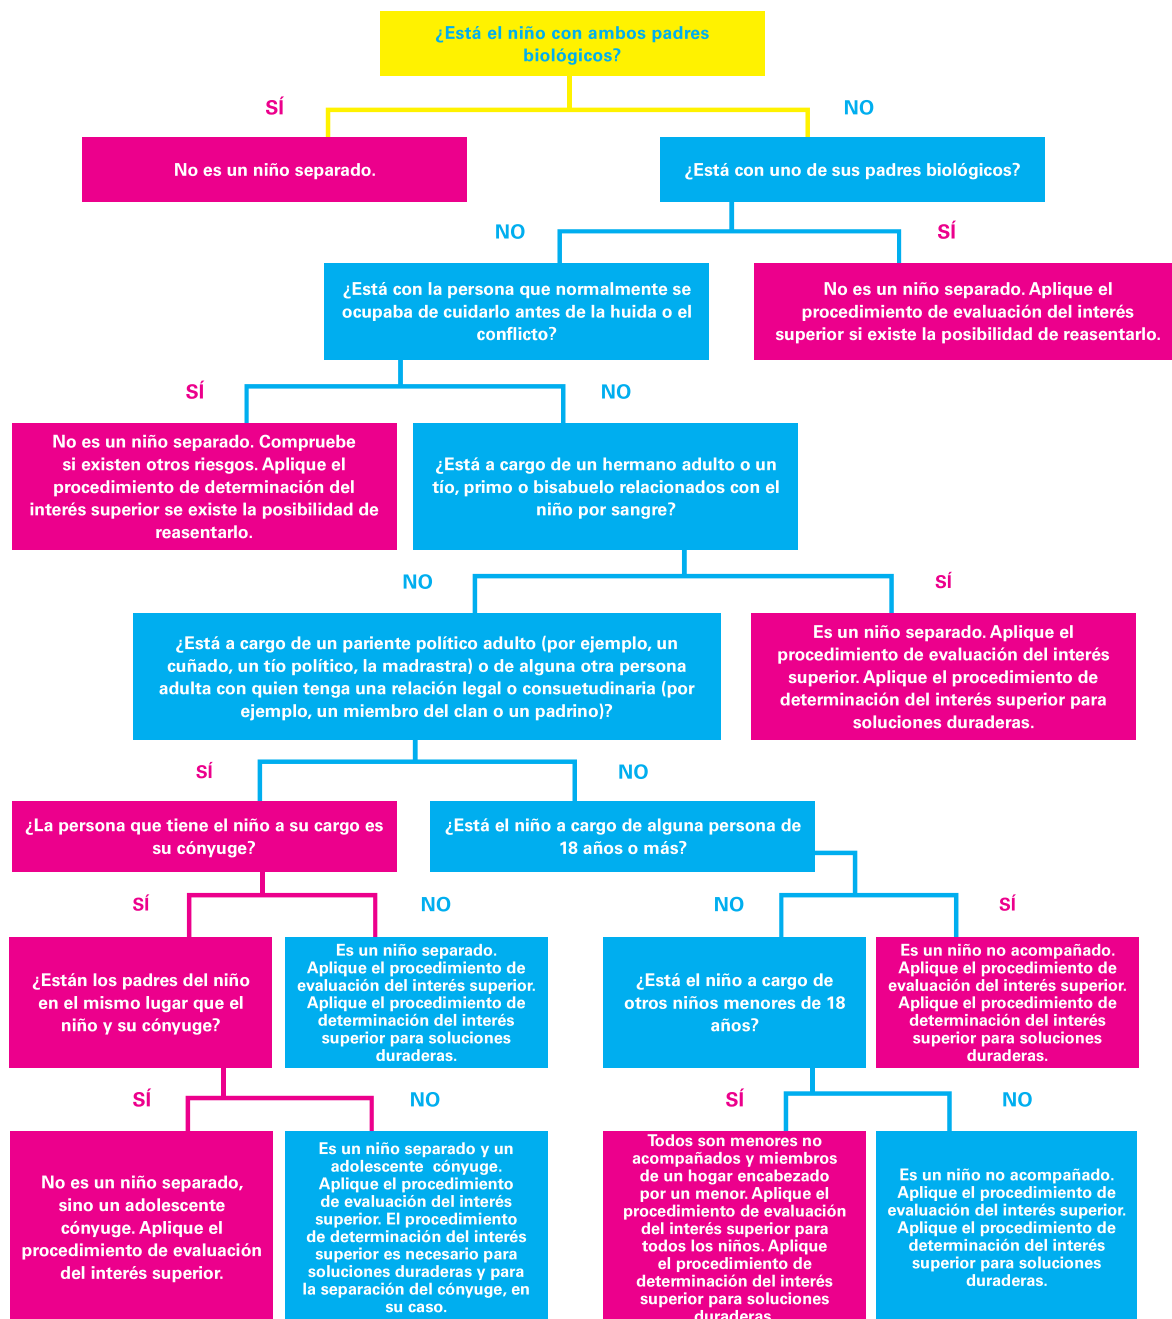 ¿Está el niño con ambos padres
biológicos?
SÍ
NO
No es un niño separado.
¿Está con uno de sus padres biológicos?
NO
SÍ
¿Está con la persona que normalmente se
ocupaba de cuidarlo antes de la huida o el
conflicto?
No es un niño separado. Aplique el
procedimiento de evaluación del interés
superior si existe la posibilidad de reasentarlo.
SÍ
NO
No es un niño separado. Compruebe
si existen otros riesgos. Aplique el
procedimiento de determinación del
interés superior se existe la posibilidad de
reasentarlo.
¿Está a cargo de un hermano adulto o un
tío, primo o bisabuelo relacionados con el
niño por sangre?
NO
SÍ
¿Está a cargo de un pariente político adulto (por ejemplo, un
cuñado, un tío político, la madrastra) o de alguna otra persona
adulta con quien tenga una relación legal o consuetudinaria (por
ejemplo, un miembro del clan o un padrino)?
Es un niño separado. Aplique el
procedimiento de evaluación del interés
superior. Aplique el procedimiento de
determinación del interés superior para
soluciones duraderas.
SÍ
NO
¿La persona que tiene el niño a su cargo es
su cónyuge?
¿Está el niño a cargo de alguna persona de
18 años o más?
SÍ
NO
NO
SÍ
¿Están los padres del niño
en el mismo lugar que el
niño y su cónyuge?
Es un niño separado.
Aplique el procedimiento de
evaluación del interés superior.
Aplique el procedimiento de
determinación del interés
superior para soluciones
duraderas.
¿Está el niño a cargo de
otros niños menores de 18
años?
Es un niño no acompañado.
Aplique el procedimiento de
evaluación del interés superior.
Aplique el procedimiento de
determinación del interés
superior para soluciones
duraderas.
SÍ
NO
SÍ
NO
No es un niño separado,
sino un adolescente
cónyuge. Aplique el
procedimiento de evaluación
del interés superior.
Es un niño separado y un
adolescente cónyuge.
Aplique el procedimiento
de evaluación del interés
superior. El procedimiento
de determinación del interés
superior es necesario para
soluciones duraderas y para
la separación del cónyuge, en
su caso.
Todos son menores no
acompañados y miembros
de un hogar encabezado
por un menor. Aplique el
procedimiento de evaluación
del interés superior para
todos los niños. Aplique
el procedimiento de
determinación del interés
superior para soluciones
duraderas.
Es un niño no acompañado.
Aplique el procedimiento de
evaluación del interés superior.
Aplique el procedimiento de
determinación del interés
superior para soluciones
duraderas.